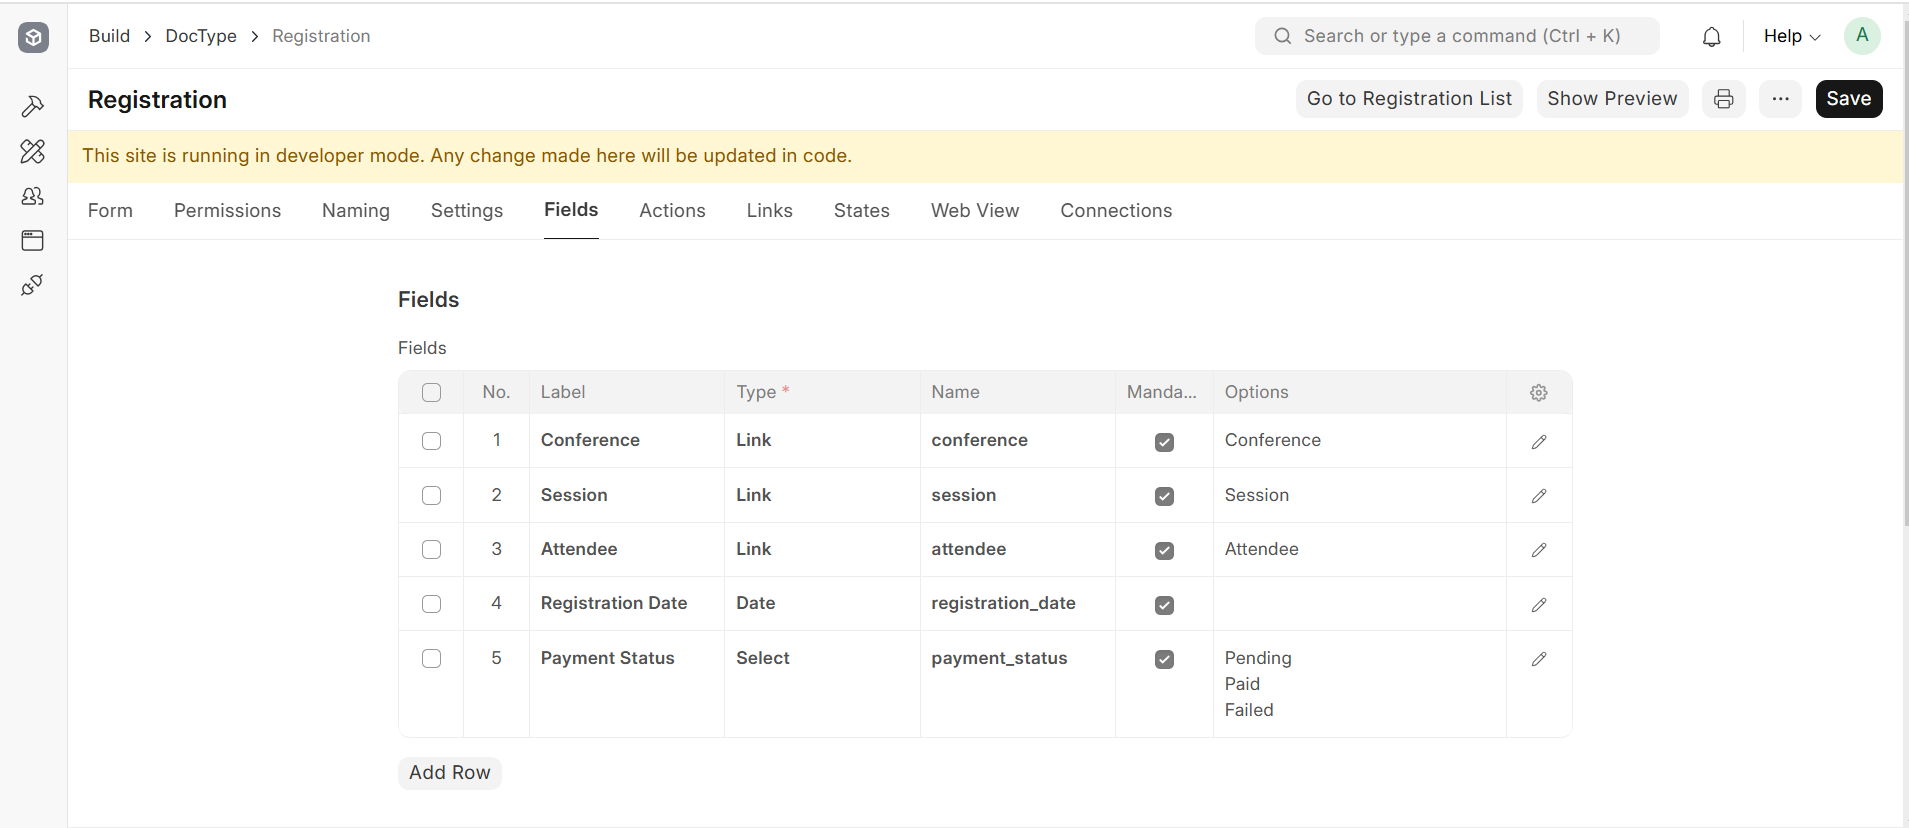 Build > DocType > Registration
Search or type a command (Ctrl + K)
Help
A
Registration
Go to Registration List
Show Preview
...
Save
This site is running in developer mode. Any change made here will be updated in code.
Form Permissions Naming Settings Fields Actions Links States Web View Connections
Fields
Fields
No. Label Type * Name Manda... Options
1 Conference Link conference Conference
2 Session Link session Session
3 Attendee Link attendee Attendee
4 Registration Date Date registration_date
5 Payment Status Select payment_status Pending
Paid
Failed
Add Row